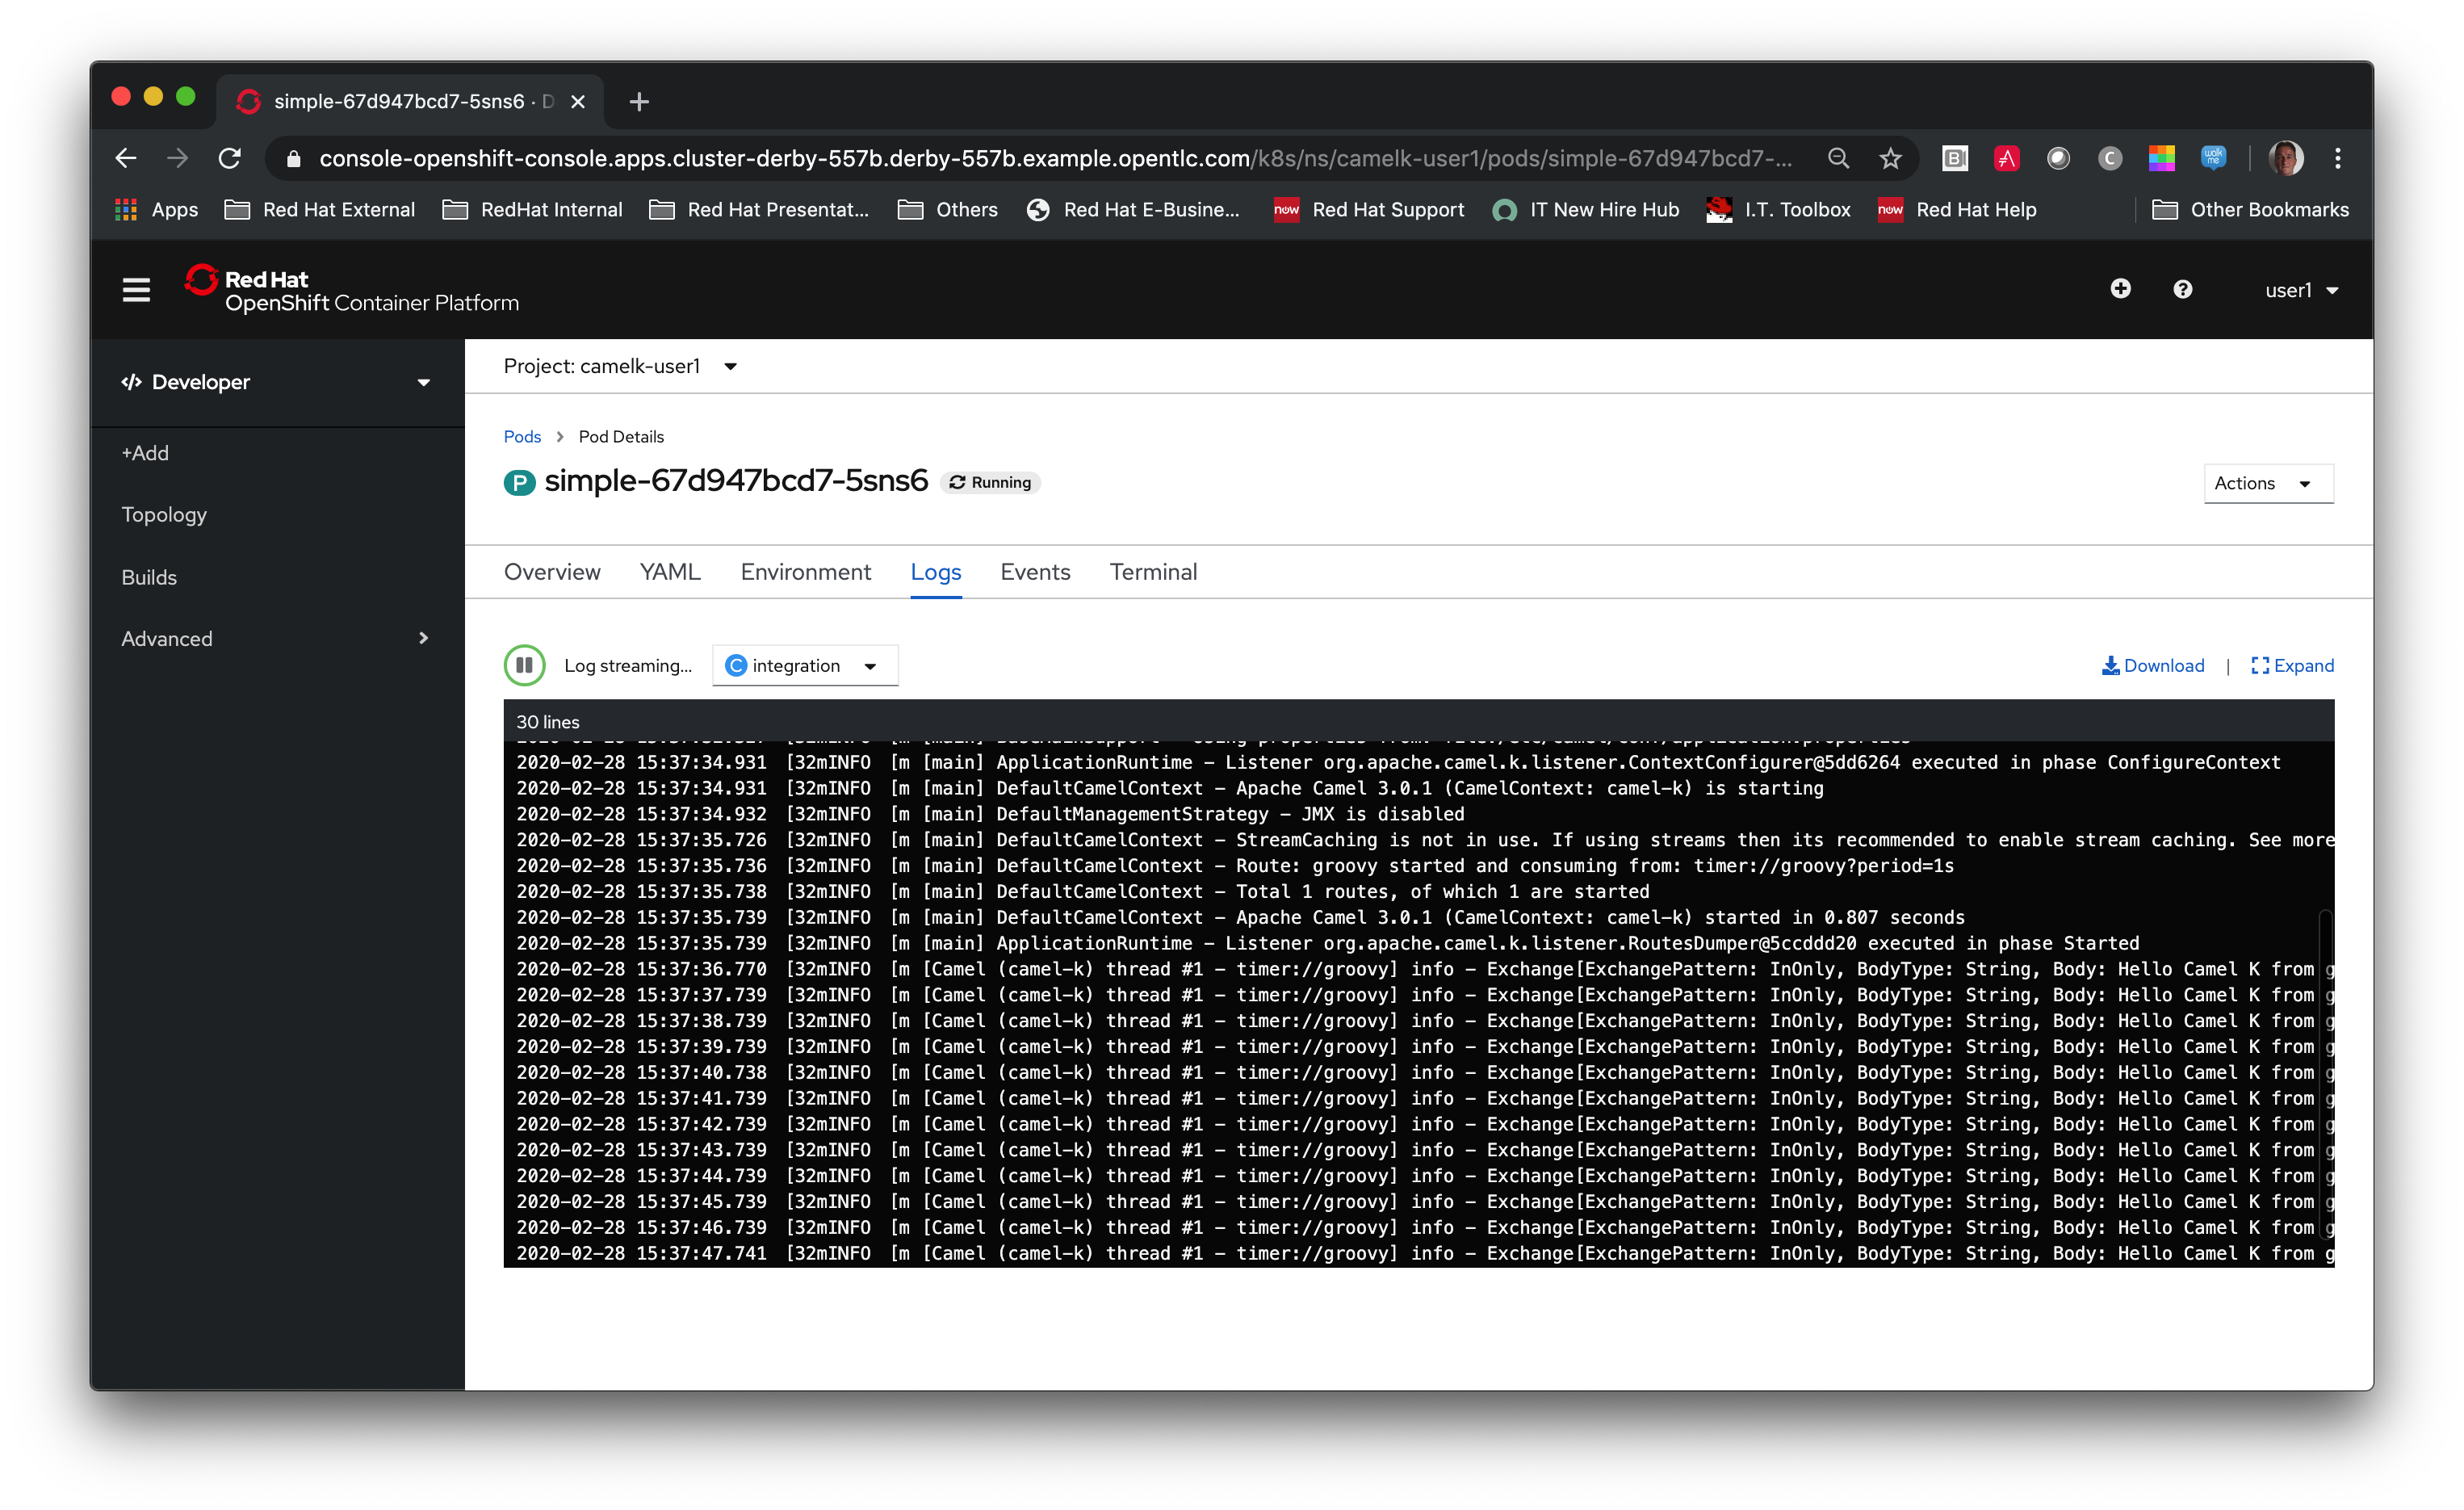 simple-67d947bcd7-5sns6 · D
console-openshift-console.apps.cluster-derby-557b.derby-557b.example.opentlc.com/k8s/ns/camelk-user1/pods/simple-67d947bcd7-...
Apps Red Hat External RedHat Internal Red Hat Presentat... Others Red Hat E-Busine... now Red Hat Support IT New Hire Hub I.T. Toolbox now Red Hat Help Other Bookmarks
Red Hat
OpenShift Container Platform
user1
Developer
+Add
Topology
Builds
Advanced
Project: camelk-user1
Pods > Pod Details
P simple-67d947bcd7-5sns6 Running
Actions
Overview YAML Environment Logs Events Terminal
Log streaming... C integration Download | Expand
30 lines
2020-02-28 15:37:34.931 [32mINFO [m [main] ApplicationRuntime - Listener org.apache.camel.k.listener.ContextConfigurer@5dd6264 executed in phase ConfigureContext
2020-02-28 15:37:34.931 [32mINFO [m [main] DefaultCamelContext - Apache Camel 3.0.1 (CamelContext: camel-k) is starting
2020-02-28 15:37:34.932 [32mINFO [m [main] DefaultManagementStrategy - JMX is disabled
2020-02-28 15:37:35.726 [32mINFO [m [main] DefaultCamelContext - StreamCaching is not in use. If using streams then its recommended to enable stream caching. See more
2020-02-28 15:37:35.736 [32mINFO [m [main] DefaultCamelContext - Route: groovy started and consuming from: timer://groovy?period=1s
2020-02-28 15:37:35.738 [32mINFO [m [main] DefaultCamelContext - Total 1 routes, of which 1 are started
2020-02-28 15:37:35.739 [32mINFO [m [main] DefaultCamelContext - Apache Camel 3.0.1 (CamelContext: camel-k) started in 0.807 seconds
2020-02-28 15:37:35.739 [32mINFO [m [main] ApplicationRuntime - Listener org.apache.camel.k.listener.RoutesDumper@5ccddd20 executed in phase Started
2020-02-28 15:37:36.770 [32mINFO [m [Camel (camel-k) thread #1 - timer://groovy] info - Exchange[ExchangePattern: InOnly, BodyType: String, Body: Hello Camel K from g
2020-02-28 15:37:37.739 [32mINFO [m [Camel (camel-k) thread #1 - timer://groovy] info - Exchange[ExchangePattern: InOnly, BodyType: String, Body: Hello Camel K from g
2020-02-28 15:37:38.739 [32mINFO [m [Camel (camel-k) thread #1 - timer://groovy] info - Exchange[ExchangePattern: InOnly, BodyType: String, Body: Hello Camel K from g
2020-02-28 15:37:39.739 [32mINFO [m [Camel (camel-k) thread #1 - timer://groovy] info - Exchange[ExchangePattern: InOnly, BodyType: String, Body: Hello Camel K from g
2020-02-28 15:37:40.738 [32mINFO [m [Camel (camel-k) thread #1 - timer://groovy] info - Exchange[ExchangePattern: InOnly, BodyType: String, Body: Hello Camel K from g
2020-02-28 15:37:41.739 [32mINFO [m [Camel (camel-k) thread #1 - timer://groovy] info - Exchange[ExchangePattern: InOnly, BodyType: String, Body: Hello Camel K from g
2020-02-28 15:37:42.739 [32mINFO [m [Camel (camel-k) thread #1 - timer://groovy] info - Exchange[ExchangePattern: InOnly, BodyType: String, Body: Hello Camel K from g
2020-02-28 15:37:43.739 [32mINFO [m [Camel (camel-k) thread #1 - timer://groovy] info - Exchange[ExchangePattern: InOnly, BodyType: String, Body: Hello Camel K from g
2020-02-28 15:37:44.739 [32mINFO [m [Camel (camel-k) thread #1 - timer://groovy] info - Exchange[ExchangePattern: InOnly, BodyType: String, Body: Hello Camel K from g
2020-02-28 15:37:45.739 [32mINFO [m [Camel (camel-k) thread #1 - timer://groovy] info - Exchange[ExchangePattern: InOnly, BodyType: String, Body: Hello Camel K from g
2020-02-28 15:37:46.739 [32mINFO [m [Camel (camel-k) thread #1 - timer://groovy] info - Exchange[ExchangePattern: InOnly, BodyType: String, Body: Hello Camel K from g
2020-02-28 15:37:47.741 [32mINFO [m [Camel (camel-k) thread #1 - timer://groovy] info - Exchange[ExchangePattern: InOnly, BodyType: String, Body: Hello Camel K from g